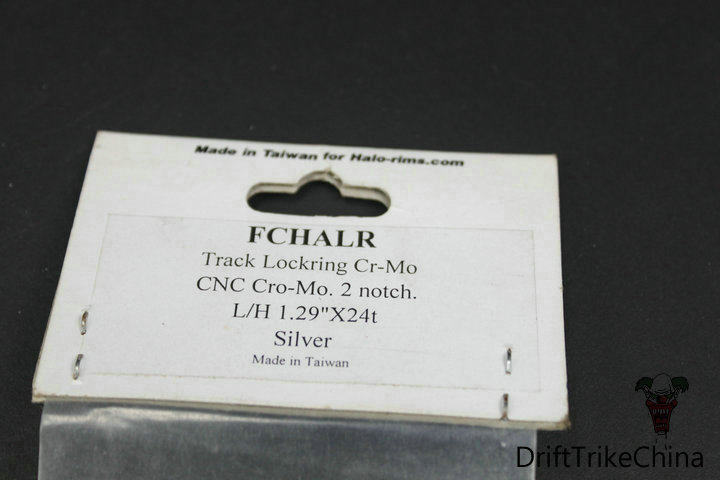 Made in Taiwan for Halo-rims.com
FCHALR
Track Lockring Cr-Mo
CNC Cro-Mo. 2 notch.
L/H 1.29"X24t
Silver
Made in Taiwan
DriftTrikeChina